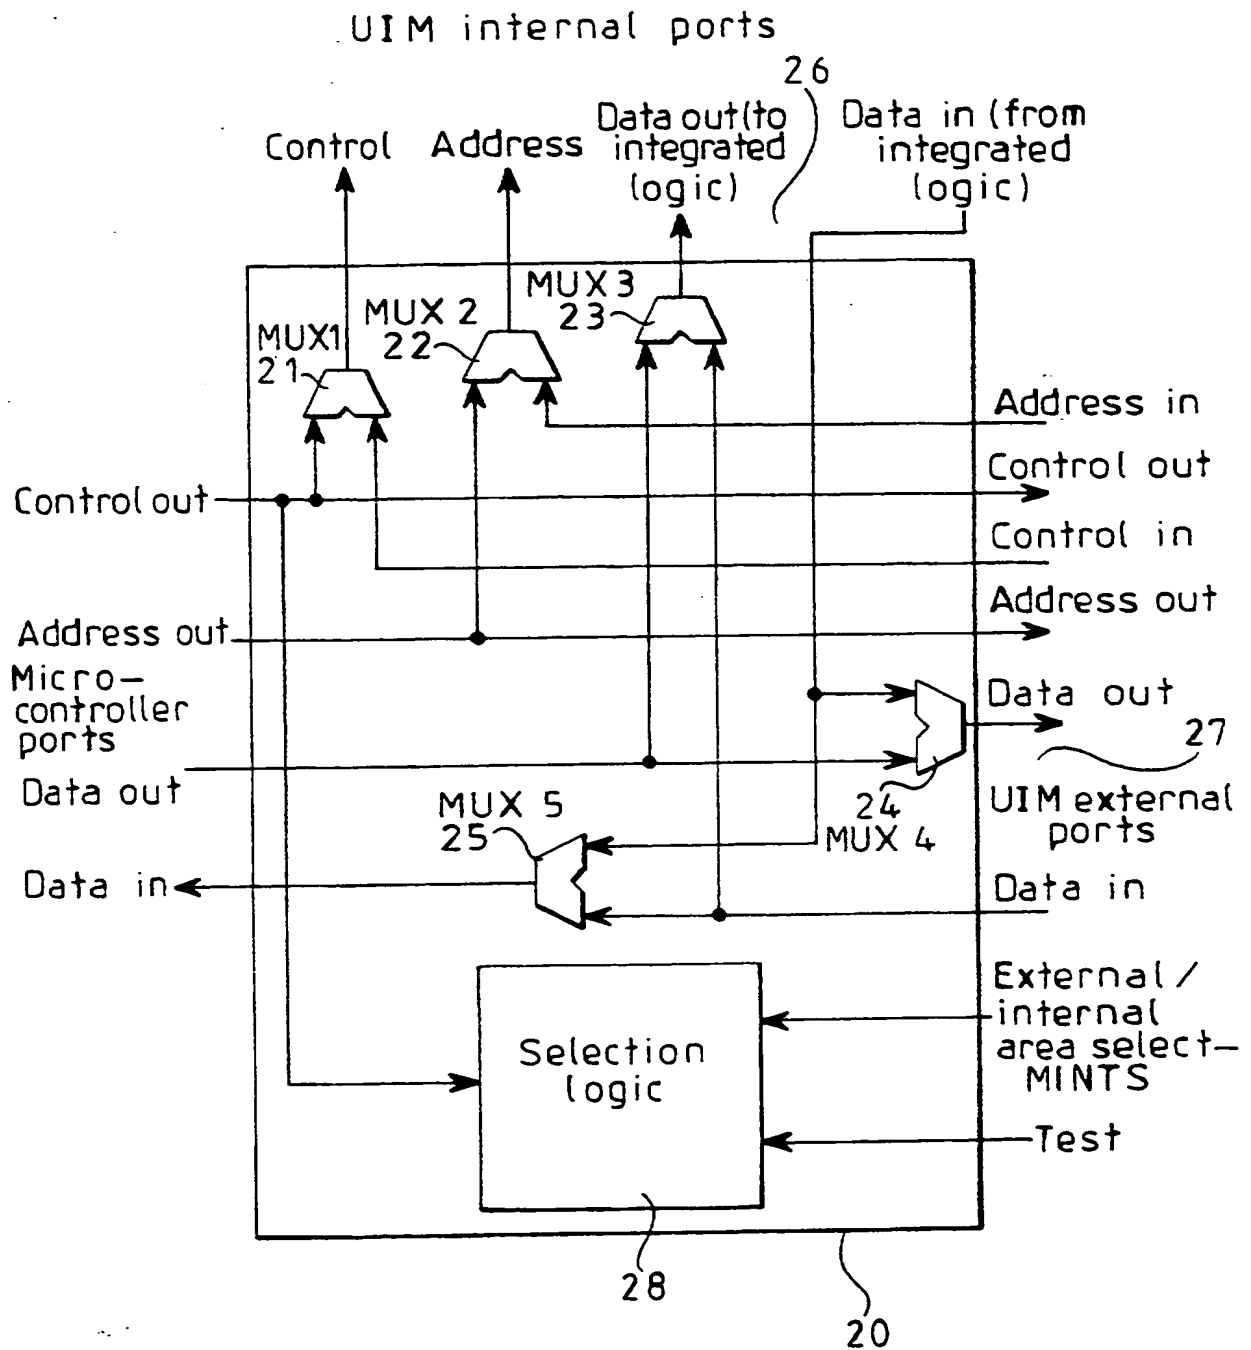 UIM internal ports
26
Control
Address
Data out (to
integrated
logic)
Data in (from
integrated
logic)
MUX1
21
MUX 2
22
MUX 3
23
Address in
Control out
Control out
Control in
Address out
Address out
Micro-
controller
ports
Data out
Data out
27
UIM external
ports
24
MUX 4
MUX 5
25
Data in
Data in
External /
internal
area select-
MINTS
Selection
logic
Test
28
20